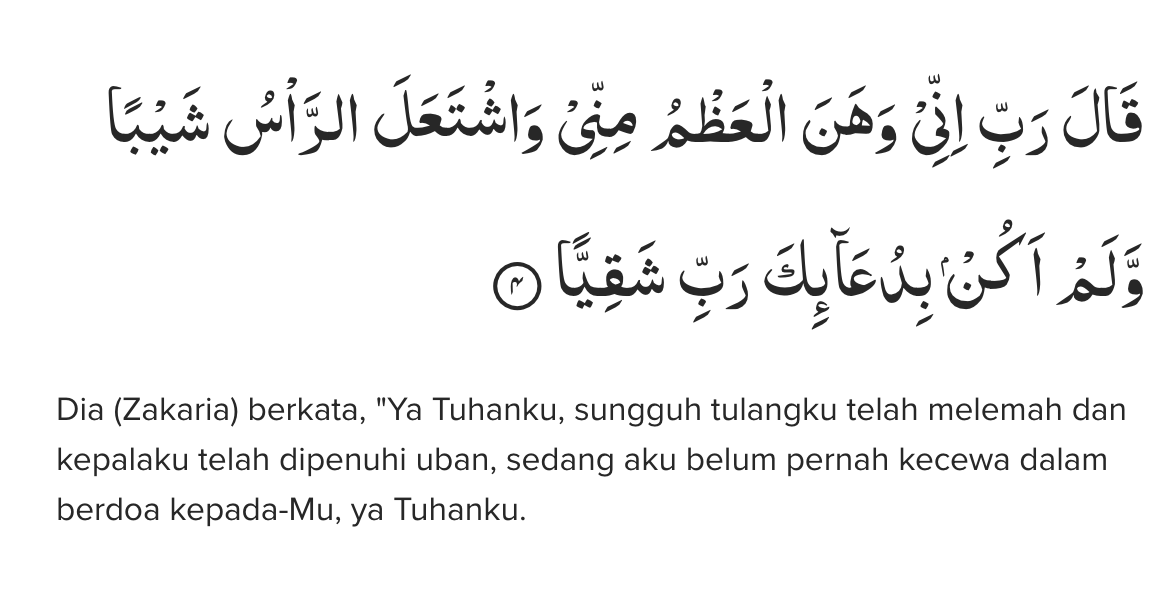 قَالَ رَبِّ اِنِّيْ وَهَنَ الْعَظْمُ مِنِّيْ وَاشْتَعَلَ الرَّأْسُ شَيْبًا
وَّلَمْ اَكُنْۢ بِدُعَاۤىِٕكَ رَبِّ شَقِيًّا ۴
Dia (Zakaria) berkata, "Ya Tuhanku, sungguh tulangku telah melemah dan
kepalaku telah dipenuhi uban, sedang aku belum pernah kecewa dalam
berdoa kepada-Mu, ya Tuhanku.